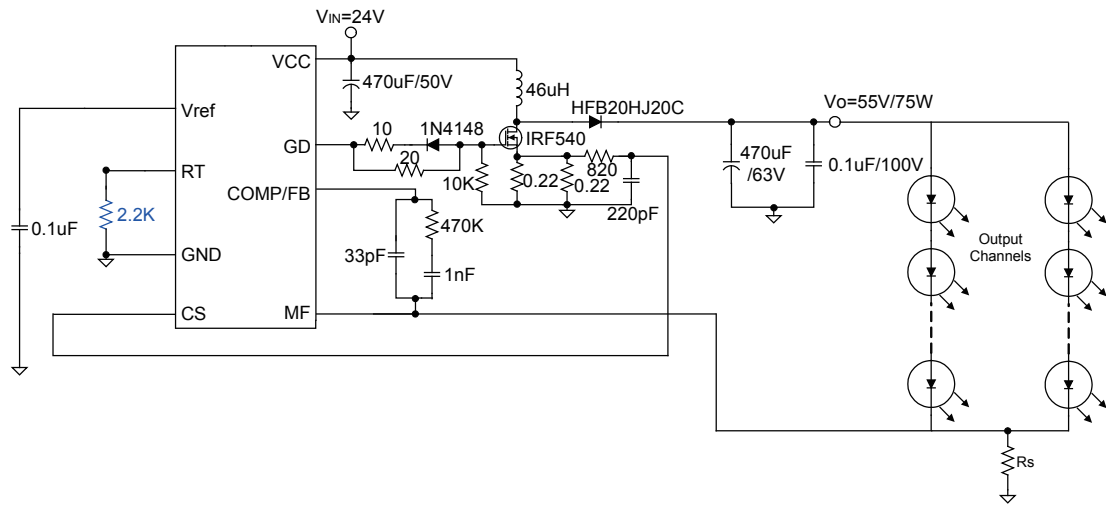 VIN=24V
VCC
470uF/50V
46uH
HFB20HJ20C
Vo=55V/75W
Vref
10
1N4148
IRF540
GD
20
470uF
/63V
0.1uF/100V
RT
10K
0.22
0.22
820
COMP/FB
220pF
2.2K
0.1uF
470K
Output
Channels
GND
33pF
1nF
CS
MF
Rs